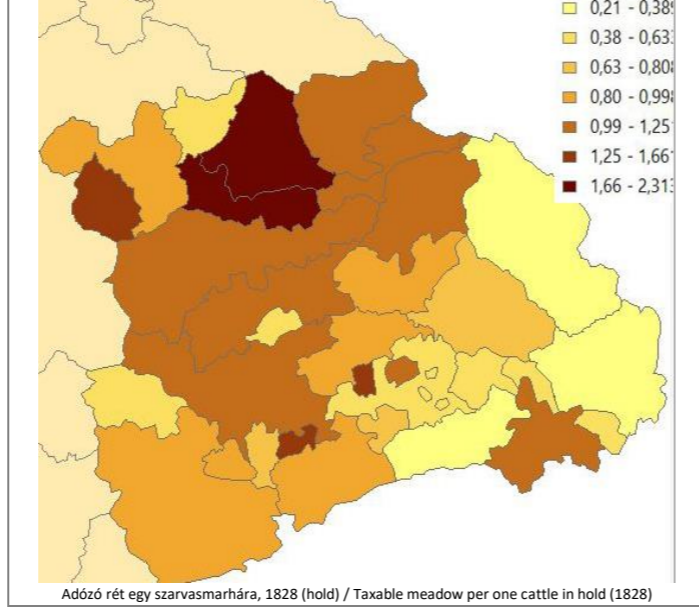 0,21 - 0,38
0,38 - 0,63
0,63 - 0,80
0,80 - 0,99
0,99 - 1,25
1,25 - 1,66
1,66 - 2,31
Adózó rét egy szarvasmarhára, 1828 (hold) / Taxable meadow per one cattle in hold (1828)